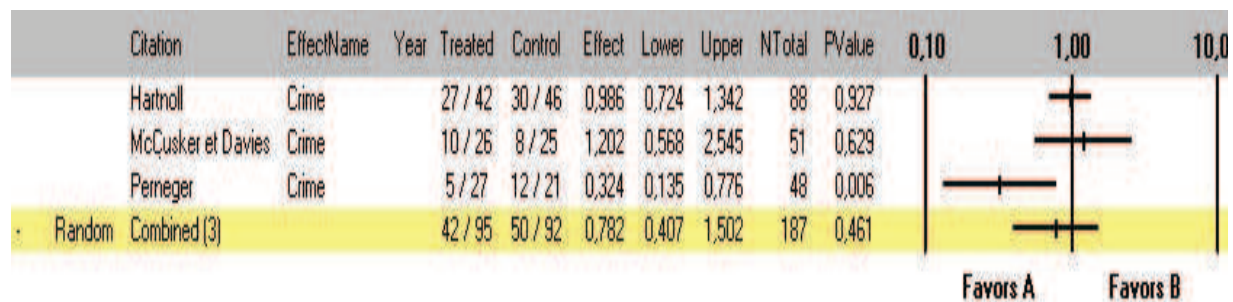 Citation EffectName Year Treated Control Effect Lower Upper NTotal PValue 0,10 1,00 10,0
Hartnoll Crime 27 / 42 30 / 46 0,986 0,724 1,342 88 0,927
McCusker et Davies Crime 10 / 26 8 / 25 1,202 0,568 2,545 51 0,629
Perneger Crime 5 / 27 12 / 21 0,324 0,135 0,776 48 0,006
- Random Combined (3) 42 / 95 50 / 92 0,782 0,407 1,502 187 0,461
Favors A Favors B